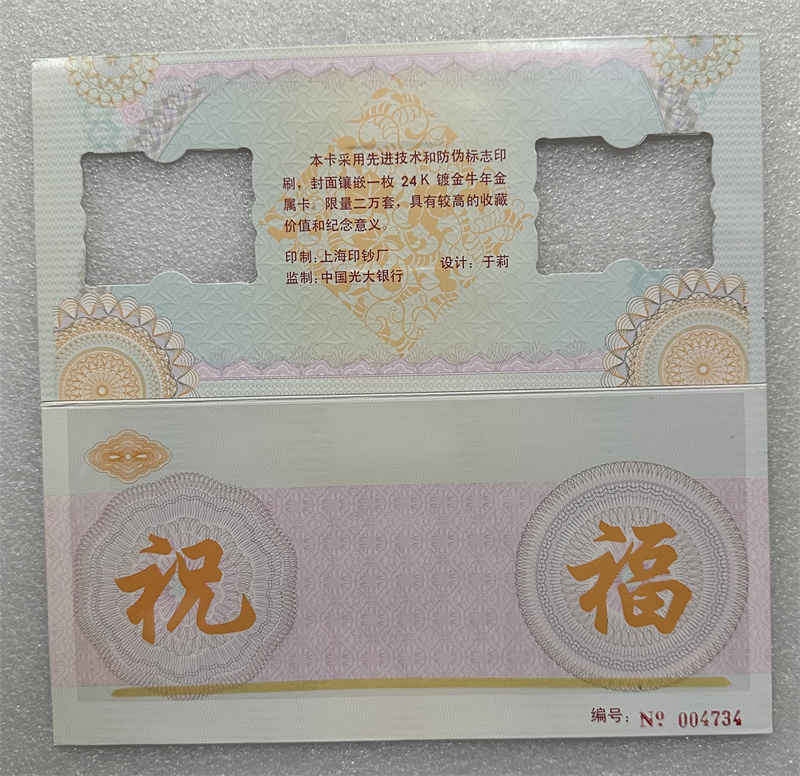 本卡采用先进技术和防伪标志印
刷，封面镶嵌一枚 24K 镀金牛年金
属卡。限量二万套，具有较高的收藏
价值和纪念意义。
印制：上海印钞厂 设计：于莉
监制：中国光大银行
祝 福
编号：№ 004734